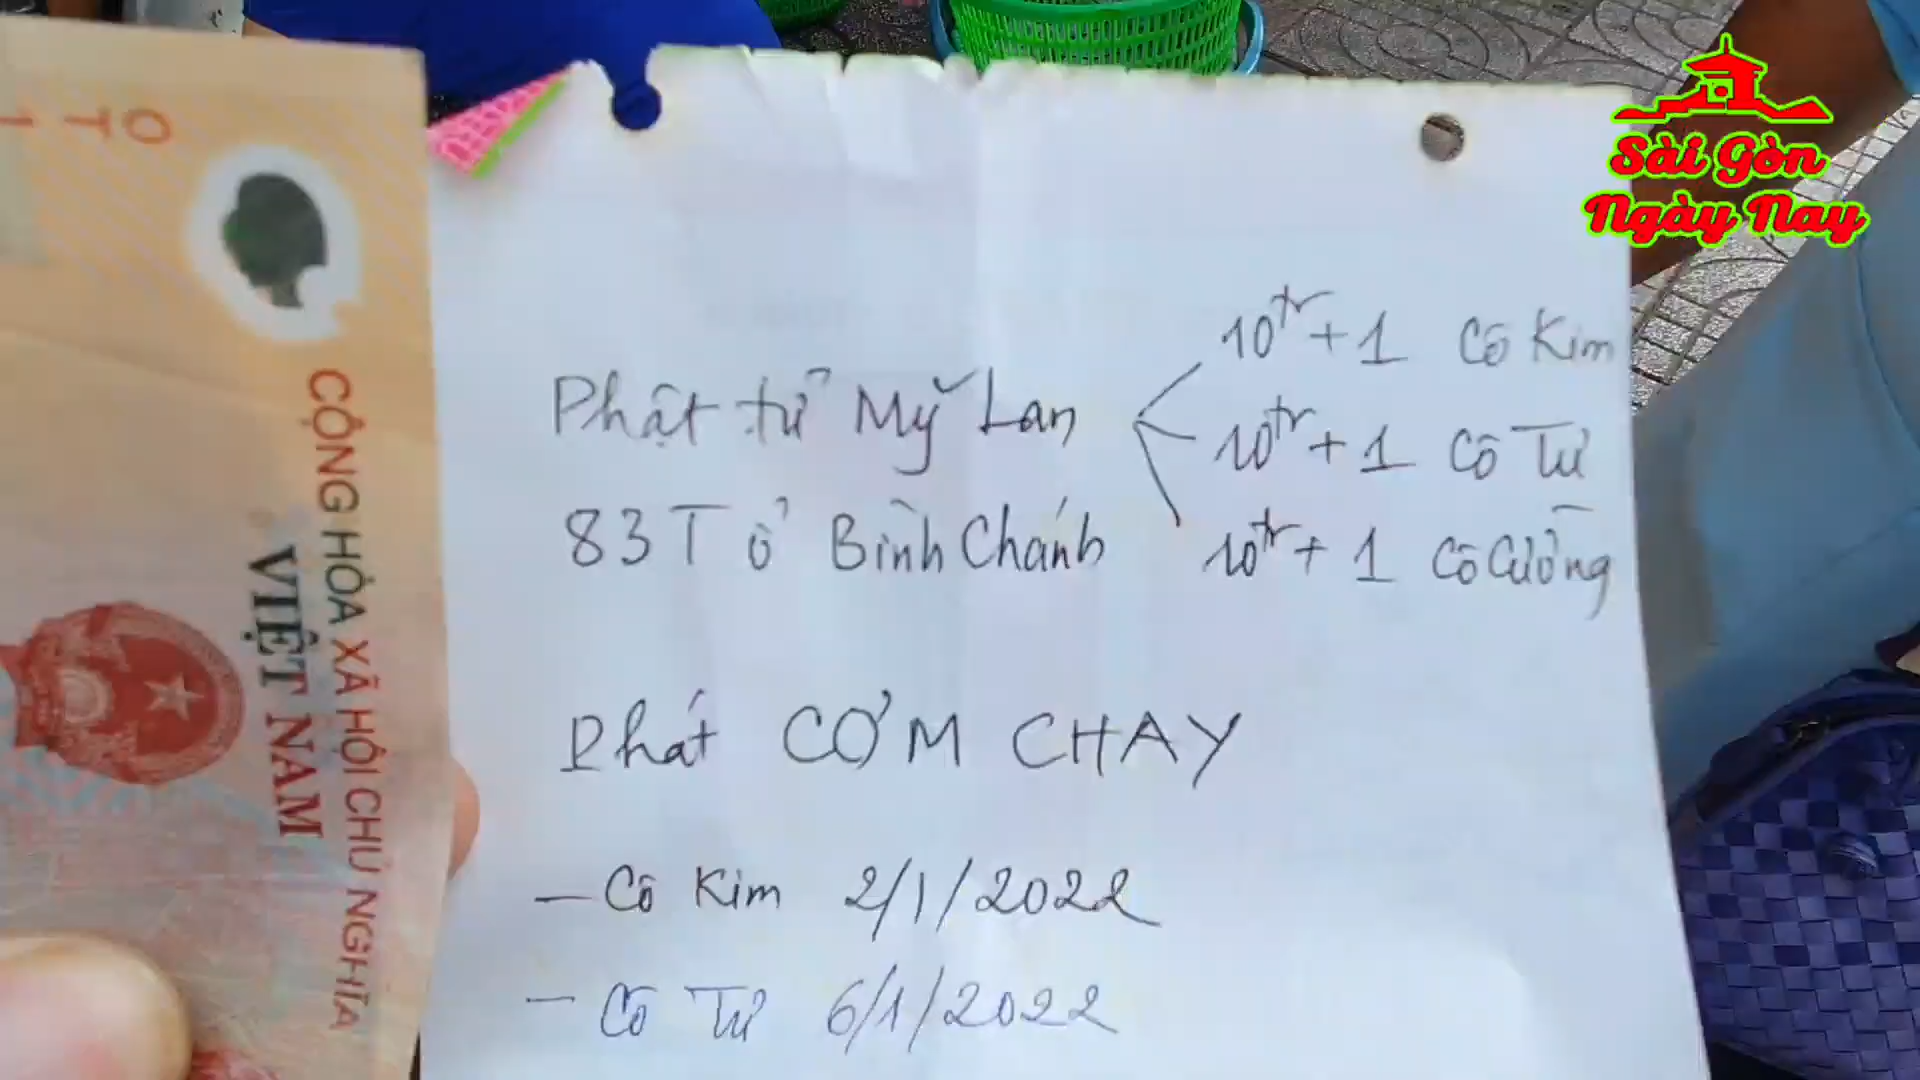 Sài Gòn
Ngày Nay
CỘNG HÒA XÃ HỘI CHỦ NGHĨA
VIỆT NAM
Phật tử Mỹ Lan
83 Tổ Bình Chánh
10tr + 1 Cô Kim
10tr + 1 Cô Tư
10tr + 1 Cô Cường
Phát CƠM CHAY
- Cô Kim 2/1/2022
- Cô Tư 6/1/2022